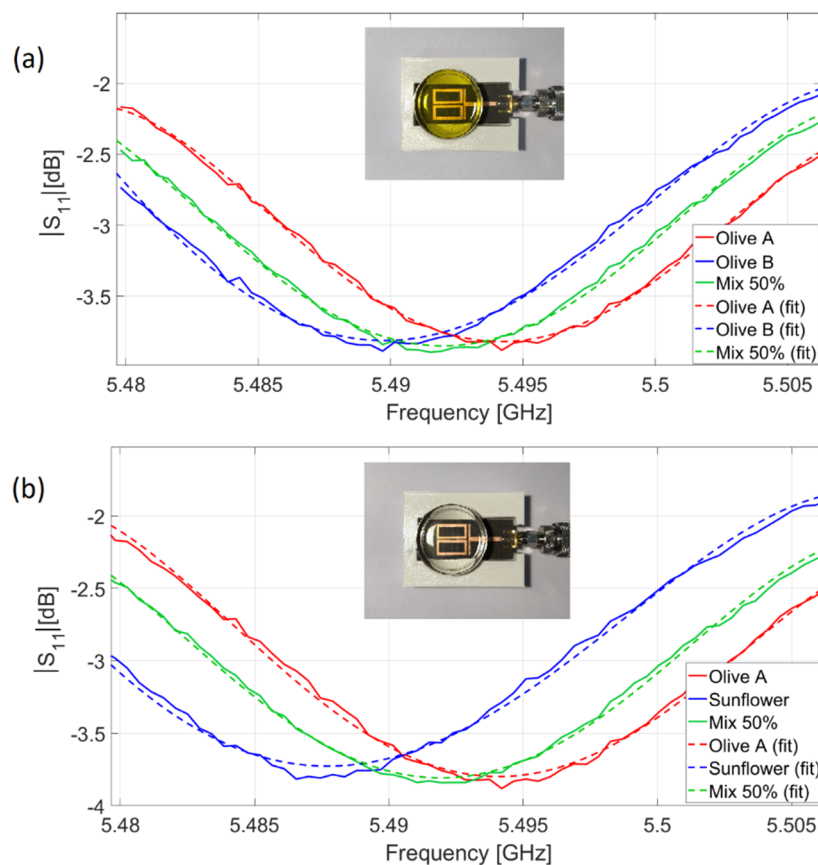 (a)
|S11|[dB]
-2
-2.5
-3
-3.5
Olive A
Olive B
Mix 50%
Olive A (fit)
Olive B (fit)
Mix 50% (fit)
5.48 5.485 5.49 5.495 5.5 5.505
Frequency [GHz]
(b)
|S11|[dB]
-2
-2.5
-3
-3.5
-4
Olive A
Sunflower
Mix 50%
Olive A (fit)
Sunflower (fit)
Mix 50% (fit)
5.48 5.485 5.49 5.495 5.5 5.505
Frequency [GHz]